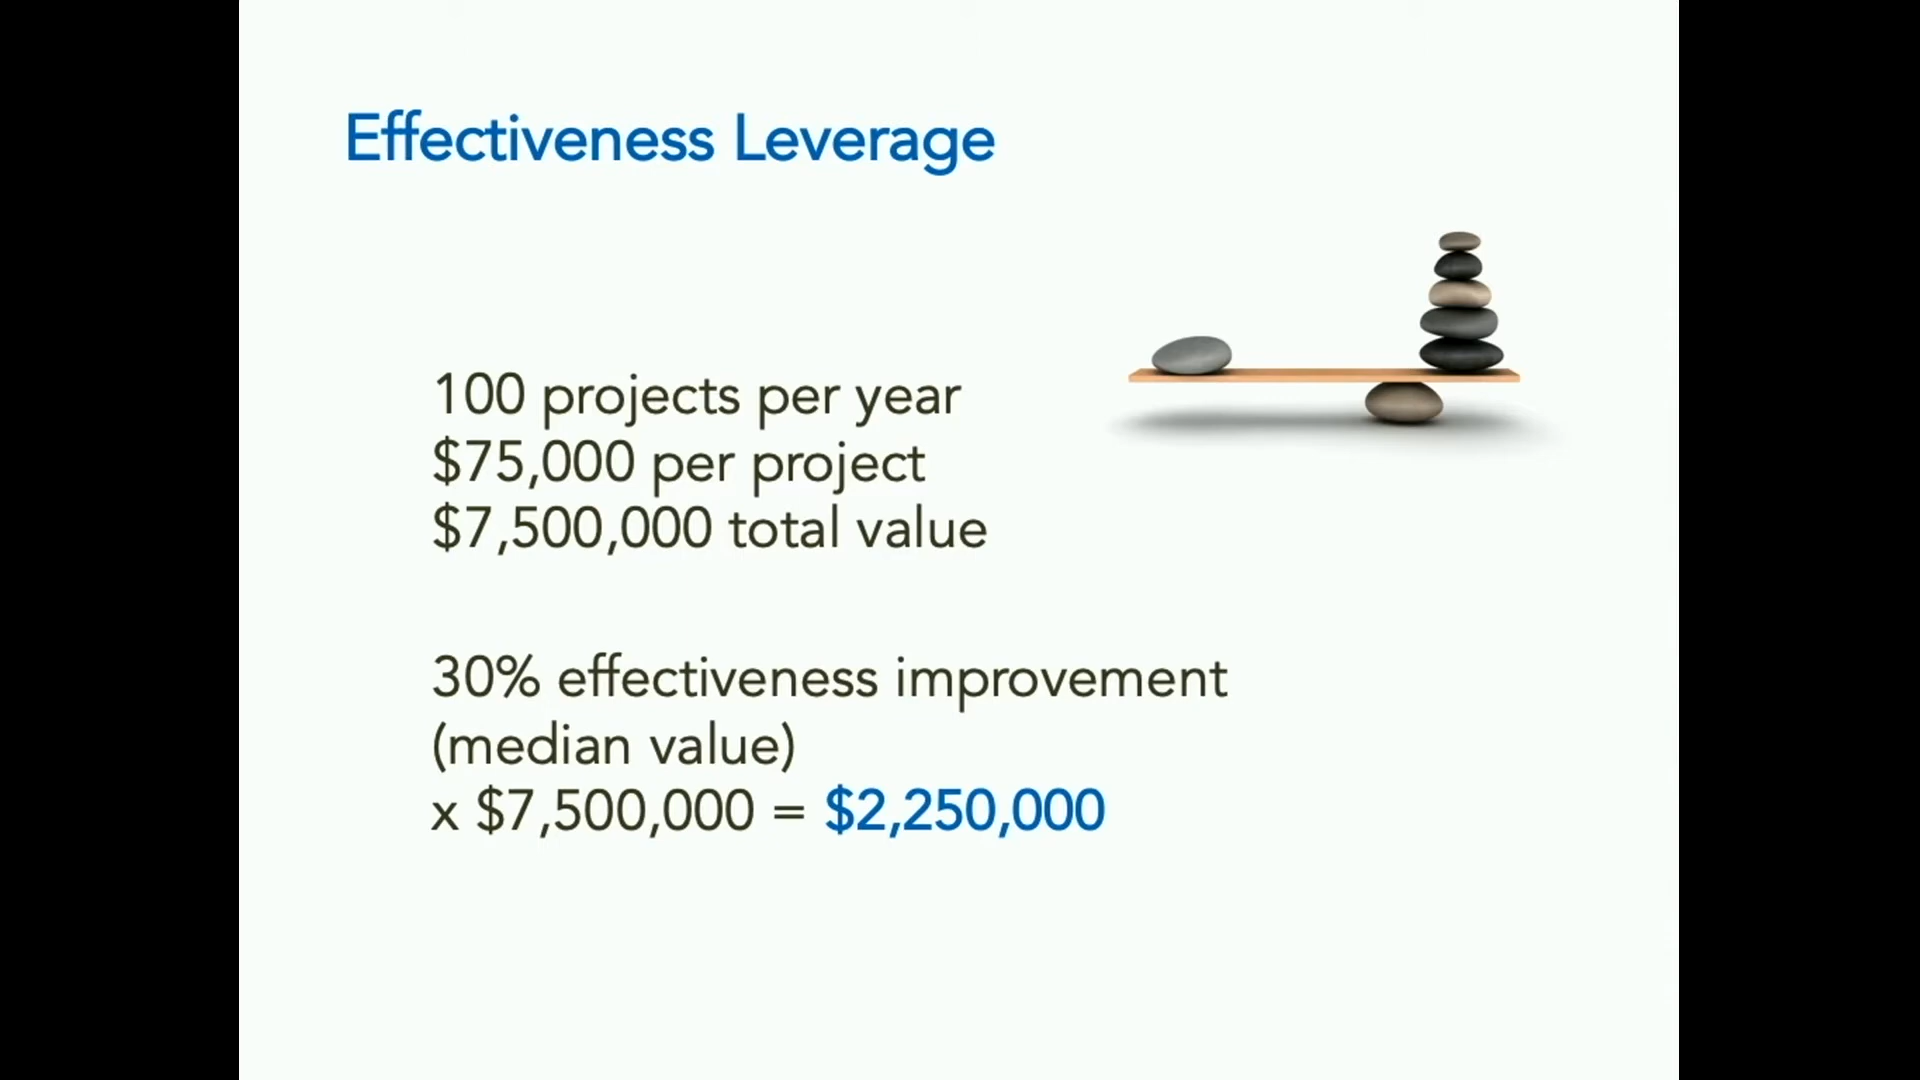 Effectiveness Leverage
100 projects per year
$75,000 per project
$7,500,000 total value
30% effectiveness improvement
(median value)
x $7,500,000 = $2,250,000